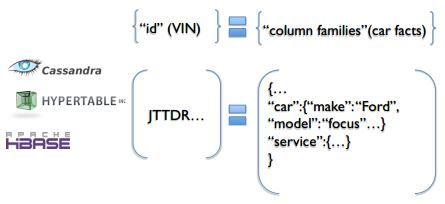 “id” (VIN)
“column families”(car facts)
Cassandra
HYPERTABLE INC
APACHE
HBASE
JTTDR…
{…
“car”:{“make”:“Ford”,
“model”:“focus”…}
“service”:{…}
}